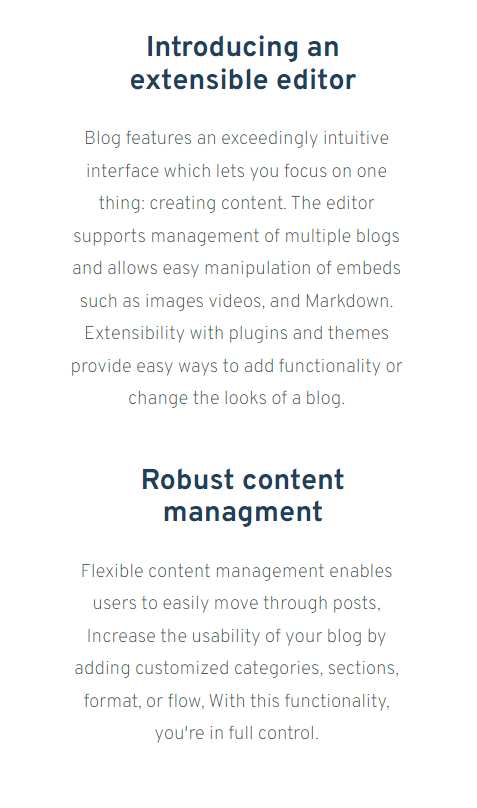 Introducing an
extensible editor
Blog features an exceedingly intuitive
interface which lets you focus on one
thing: creating content. The editor
supports management of multiple blogs
and allows easy manipulation of embeds
such as images videos, and Markdown.
Extensibility with plugins and themes
provide easy ways to add functionality or
change the looks of a blog.
Robust content
managment
Flexible content management enables
users to easily move through posts,
Increase the usability of your blog by
adding customized categories, sections,
format, or flow, With this functionality,
you're in full control.